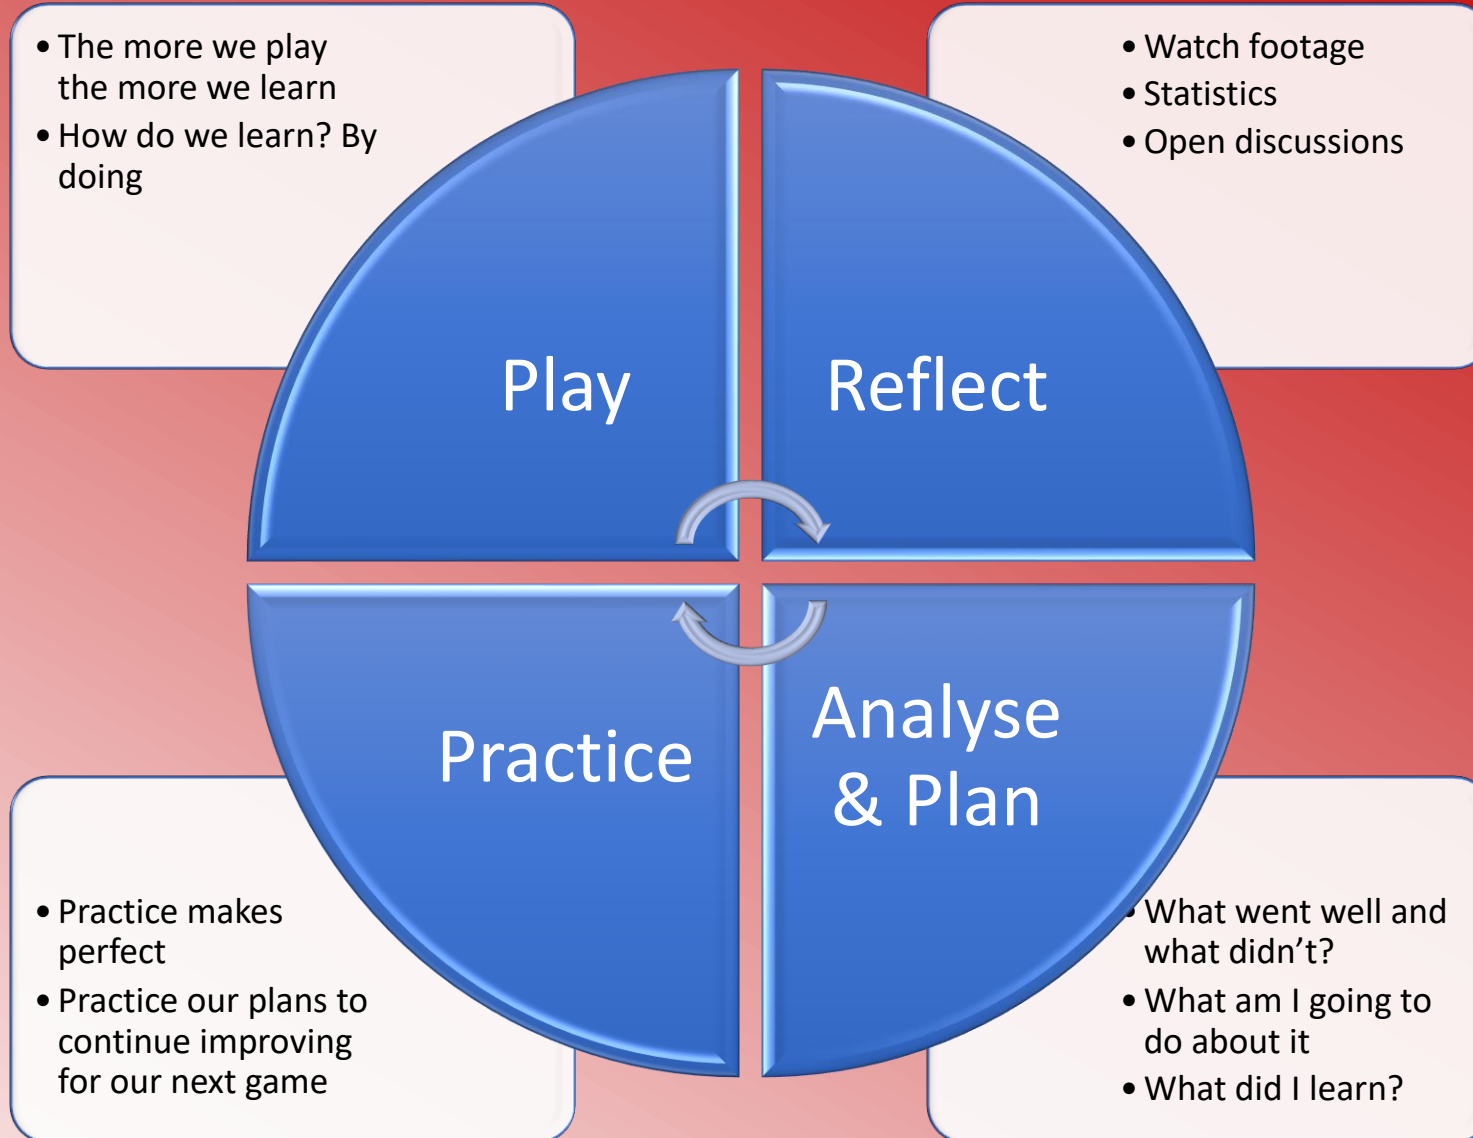 • The more we play
the more we learn
• How do we learn? By
doing
• Watch footage
• Statistics
• Open discussions
Play
Reflect
Practice
Analyse
& Plan
• Practice makes
perfect
• Practice our plans to
continue improving
for our next game
• What went well and
what didn’t?
• What am I going to
do about it
• What did I learn?